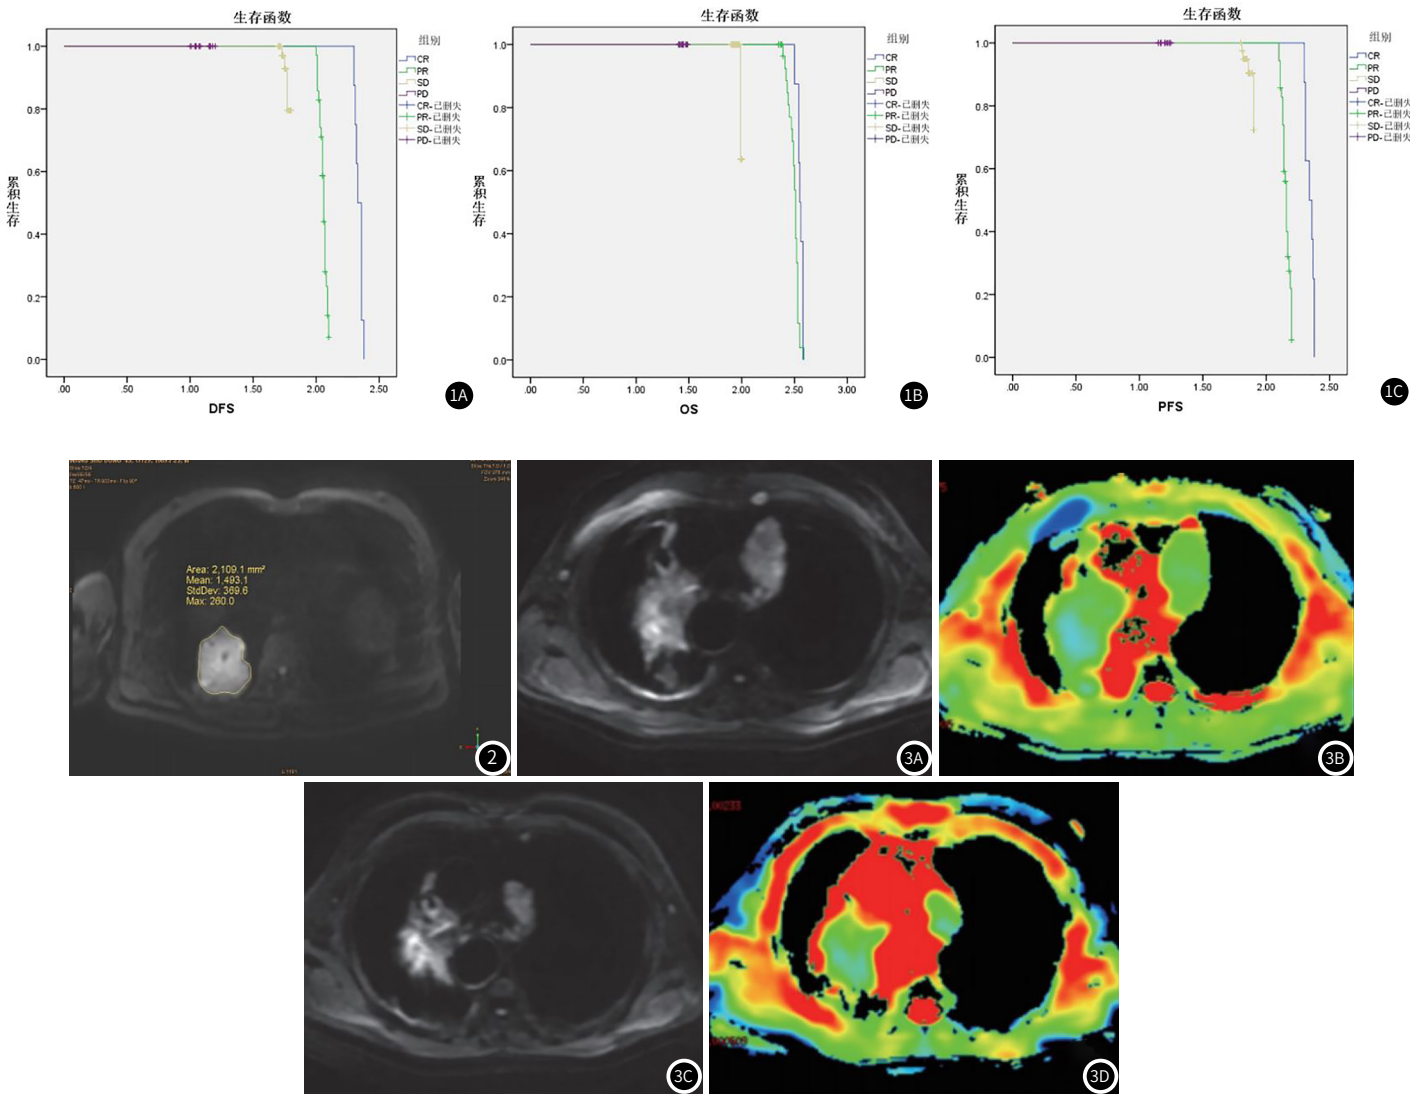 生存函数
1.0
0.8
0.6
0.4
0.2
0.0
累积生存
.00 .50 1.00 1.50 2.00 2.50
DFS
组别
CR
PR
SD
PD
CR-已删失
PR-已删失
SD-已删失
PD-已删失
1A
生存函数
1.0
0.8
0.6
0.4
0.2
0.0
累积生存
.00 .50 1.00 1.50 2.00 2.50 3.00
OS
组别
CR
PR
SD
PD
CR-已删失
PR-已删失
SD-已删失
PD-已删失
1B
生存函数
1.0
0.8
0.6
0.4
0.2
0.0
累积生存
.00 .50 1.00 1.50 2.00 2.50
PFS
组别
CR
PR
SD
PD
CR-已删失
PR-已删失
SD-已删失
PD-已删失
1C
Area: 2,109.1 mm²
Mean: 1,493.1
StdDev: 369.6
Max: 260.0
2
3A
3B
3C
3D